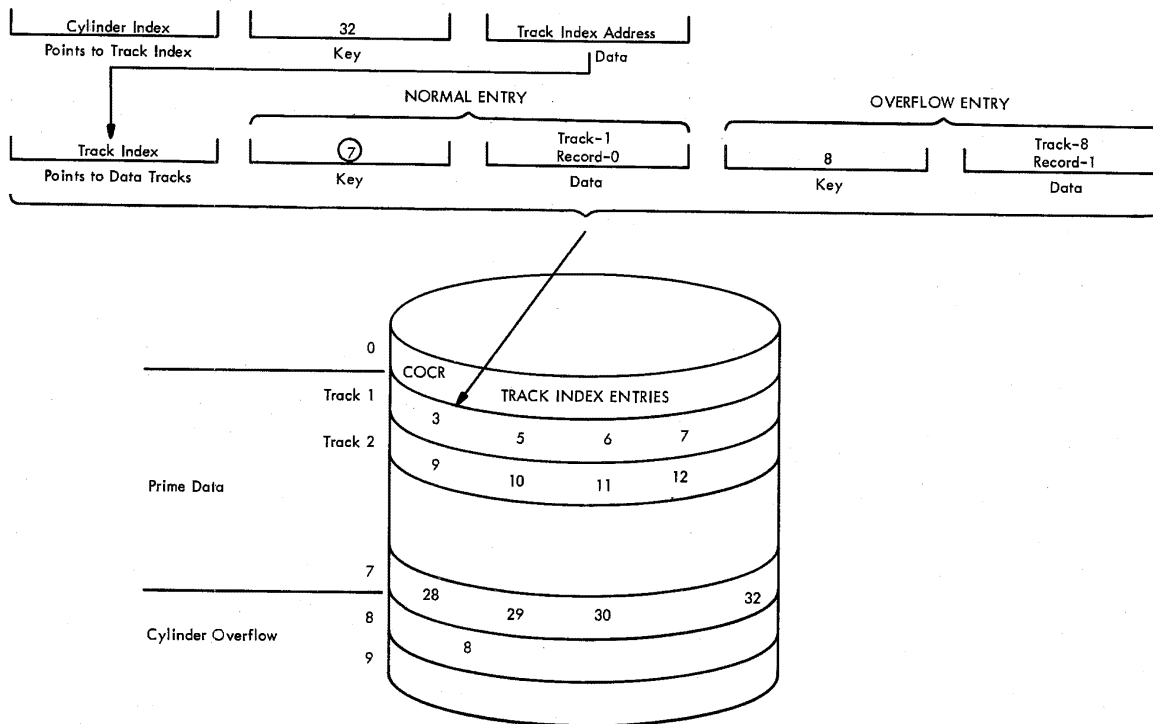 Cylinder Index 32 Track Index Address
Points to Track Index Key Data
NORMAL ENTRY OVERFLOW ENTRY
Track Index 7 Track-1 Record-0 8 Track-8 Record-1
Points to Data Tracks Key Data Key Data
0
COCR
TRACK INDEX ENTRIES
Track 1
3 5 6 7
Track 2
9 10 11 12
Prime Data
7
28 29 30 32
8
Cylinder Overflow
8
9